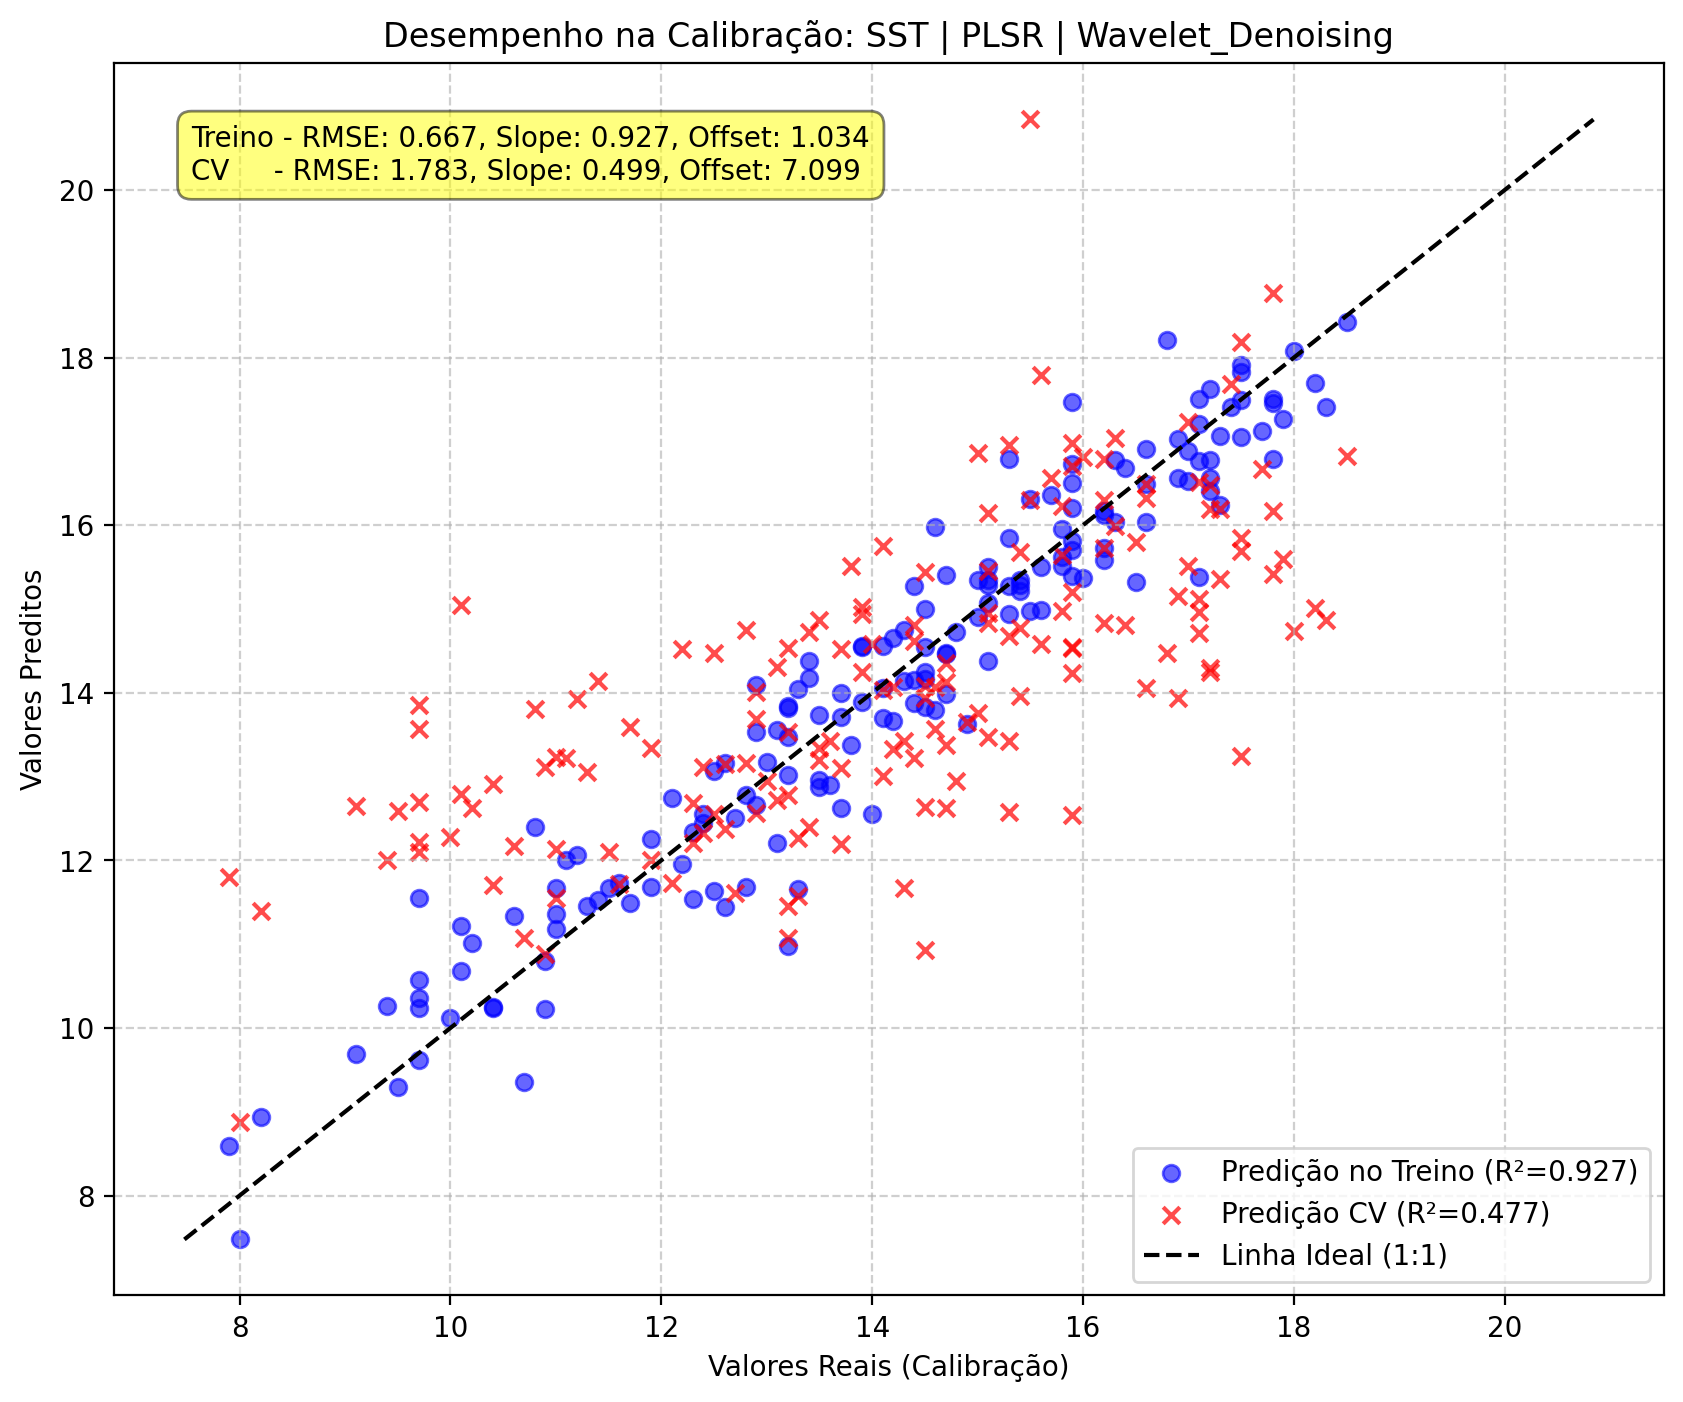 Desempenho na Calibração: SST | PLSR | Wavelet_Denoising
Treino - RMSE: 0.667, Slope: 0.927, Offset: 1.034
CV     - RMSE: 1.783, Slope: 0.499, Offset: 7.099
Valores Preditos
20
18
16
14
12
10
8
Predição no Treino (R²=0.927)
Predição CV (R²=0.477)
Linha Ideal (1:1)
8 10 12 14 16 18 20
Valores Reais (Calibração)